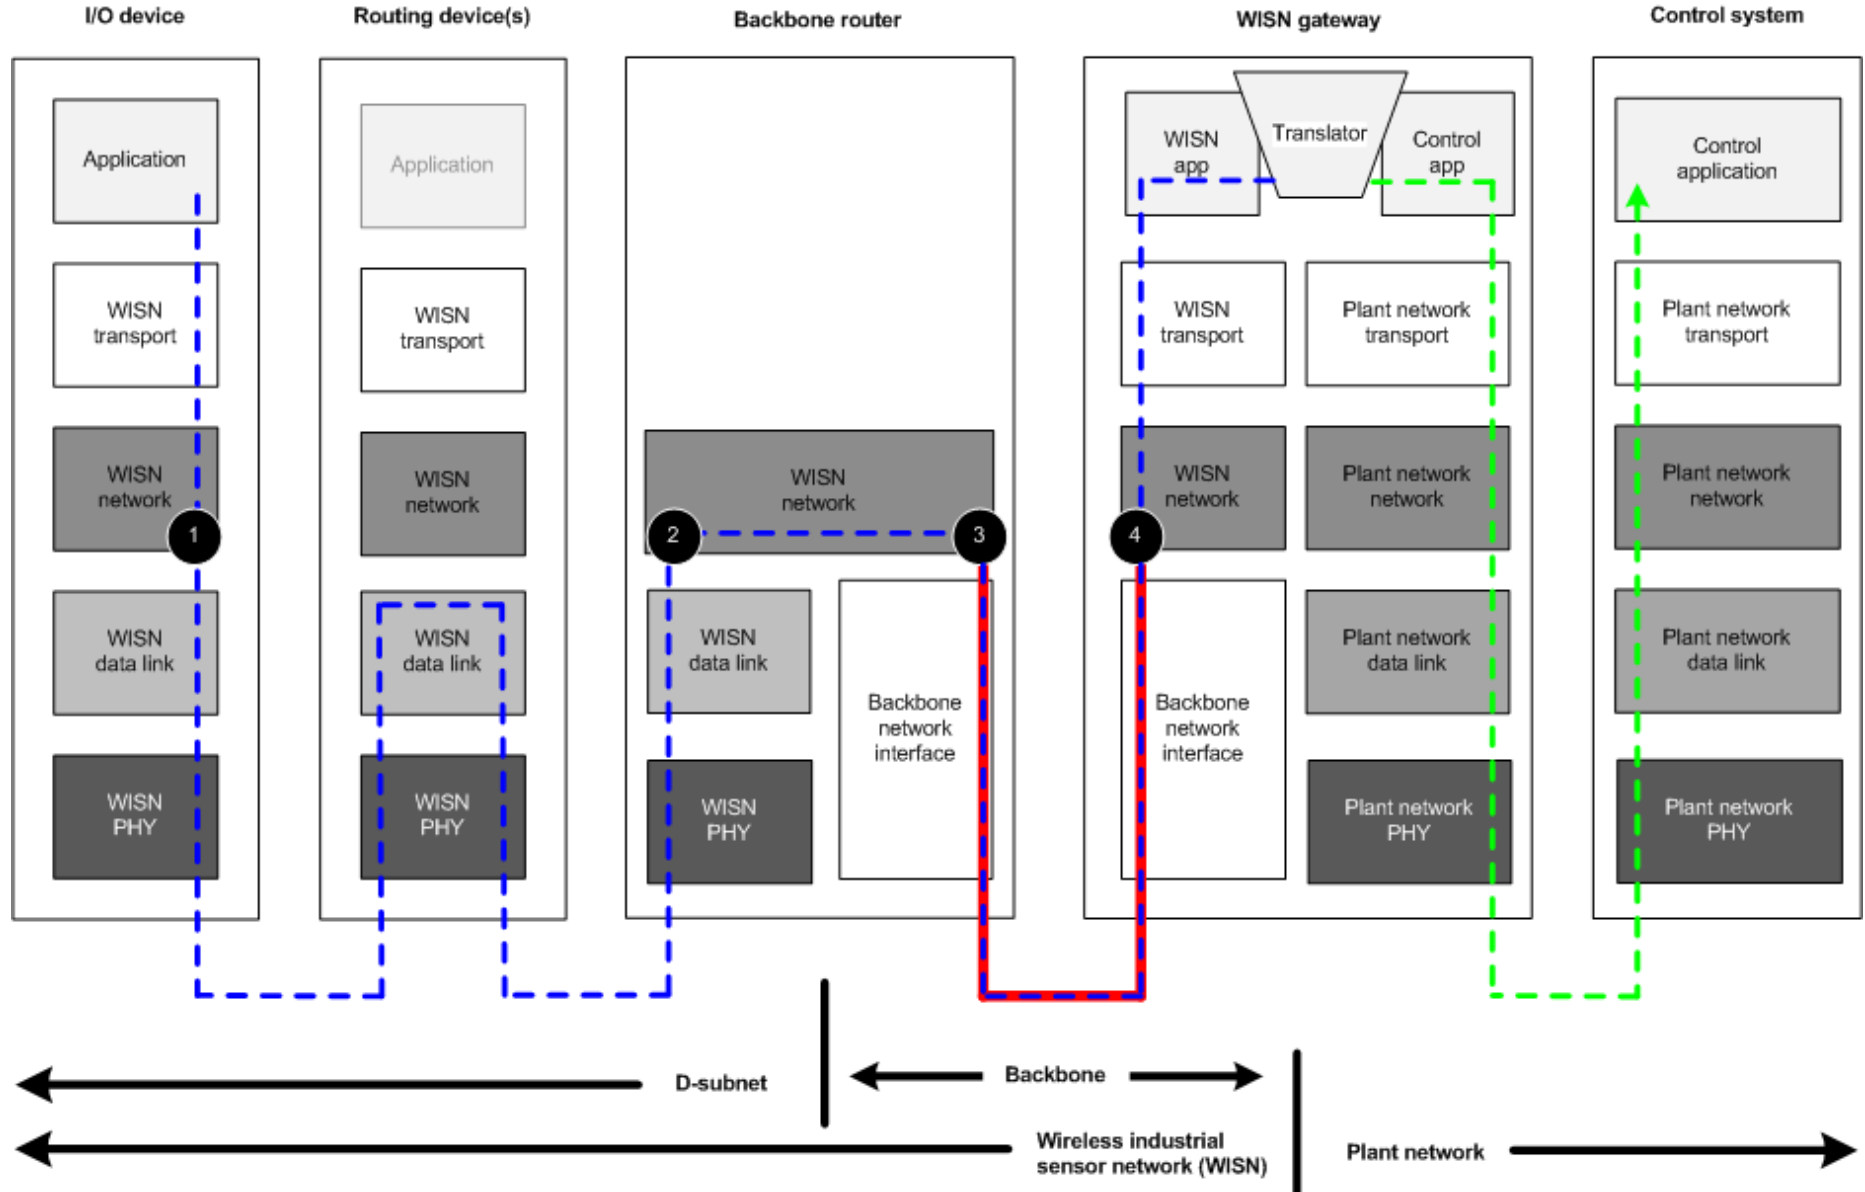 I/O device
Routing device(s)
Backbone router
WISN gateway
Control system
Application
WISN
transport
WISN
network
1
WISN
data link
WISN
PHY
Application
WISN
transport
WISN
network
WISN
data link
WISN
PHY
WISN
network
2
3
WISN
data link
WISN
PHY
Backbone
network
interface
WISN
app
Translator
Control
app
WISN
transport
Plant network
transport
WISN
network
4
Plant network
network
Backbone
network
interface
Plant network
data link
Plant network
PHY
Control
application
Plant network
transport
Plant network
network
Plant network
data link
Plant network
PHY
D-subnet
Backbone
Wireless industrial
sensor network (WISN)
Plant network